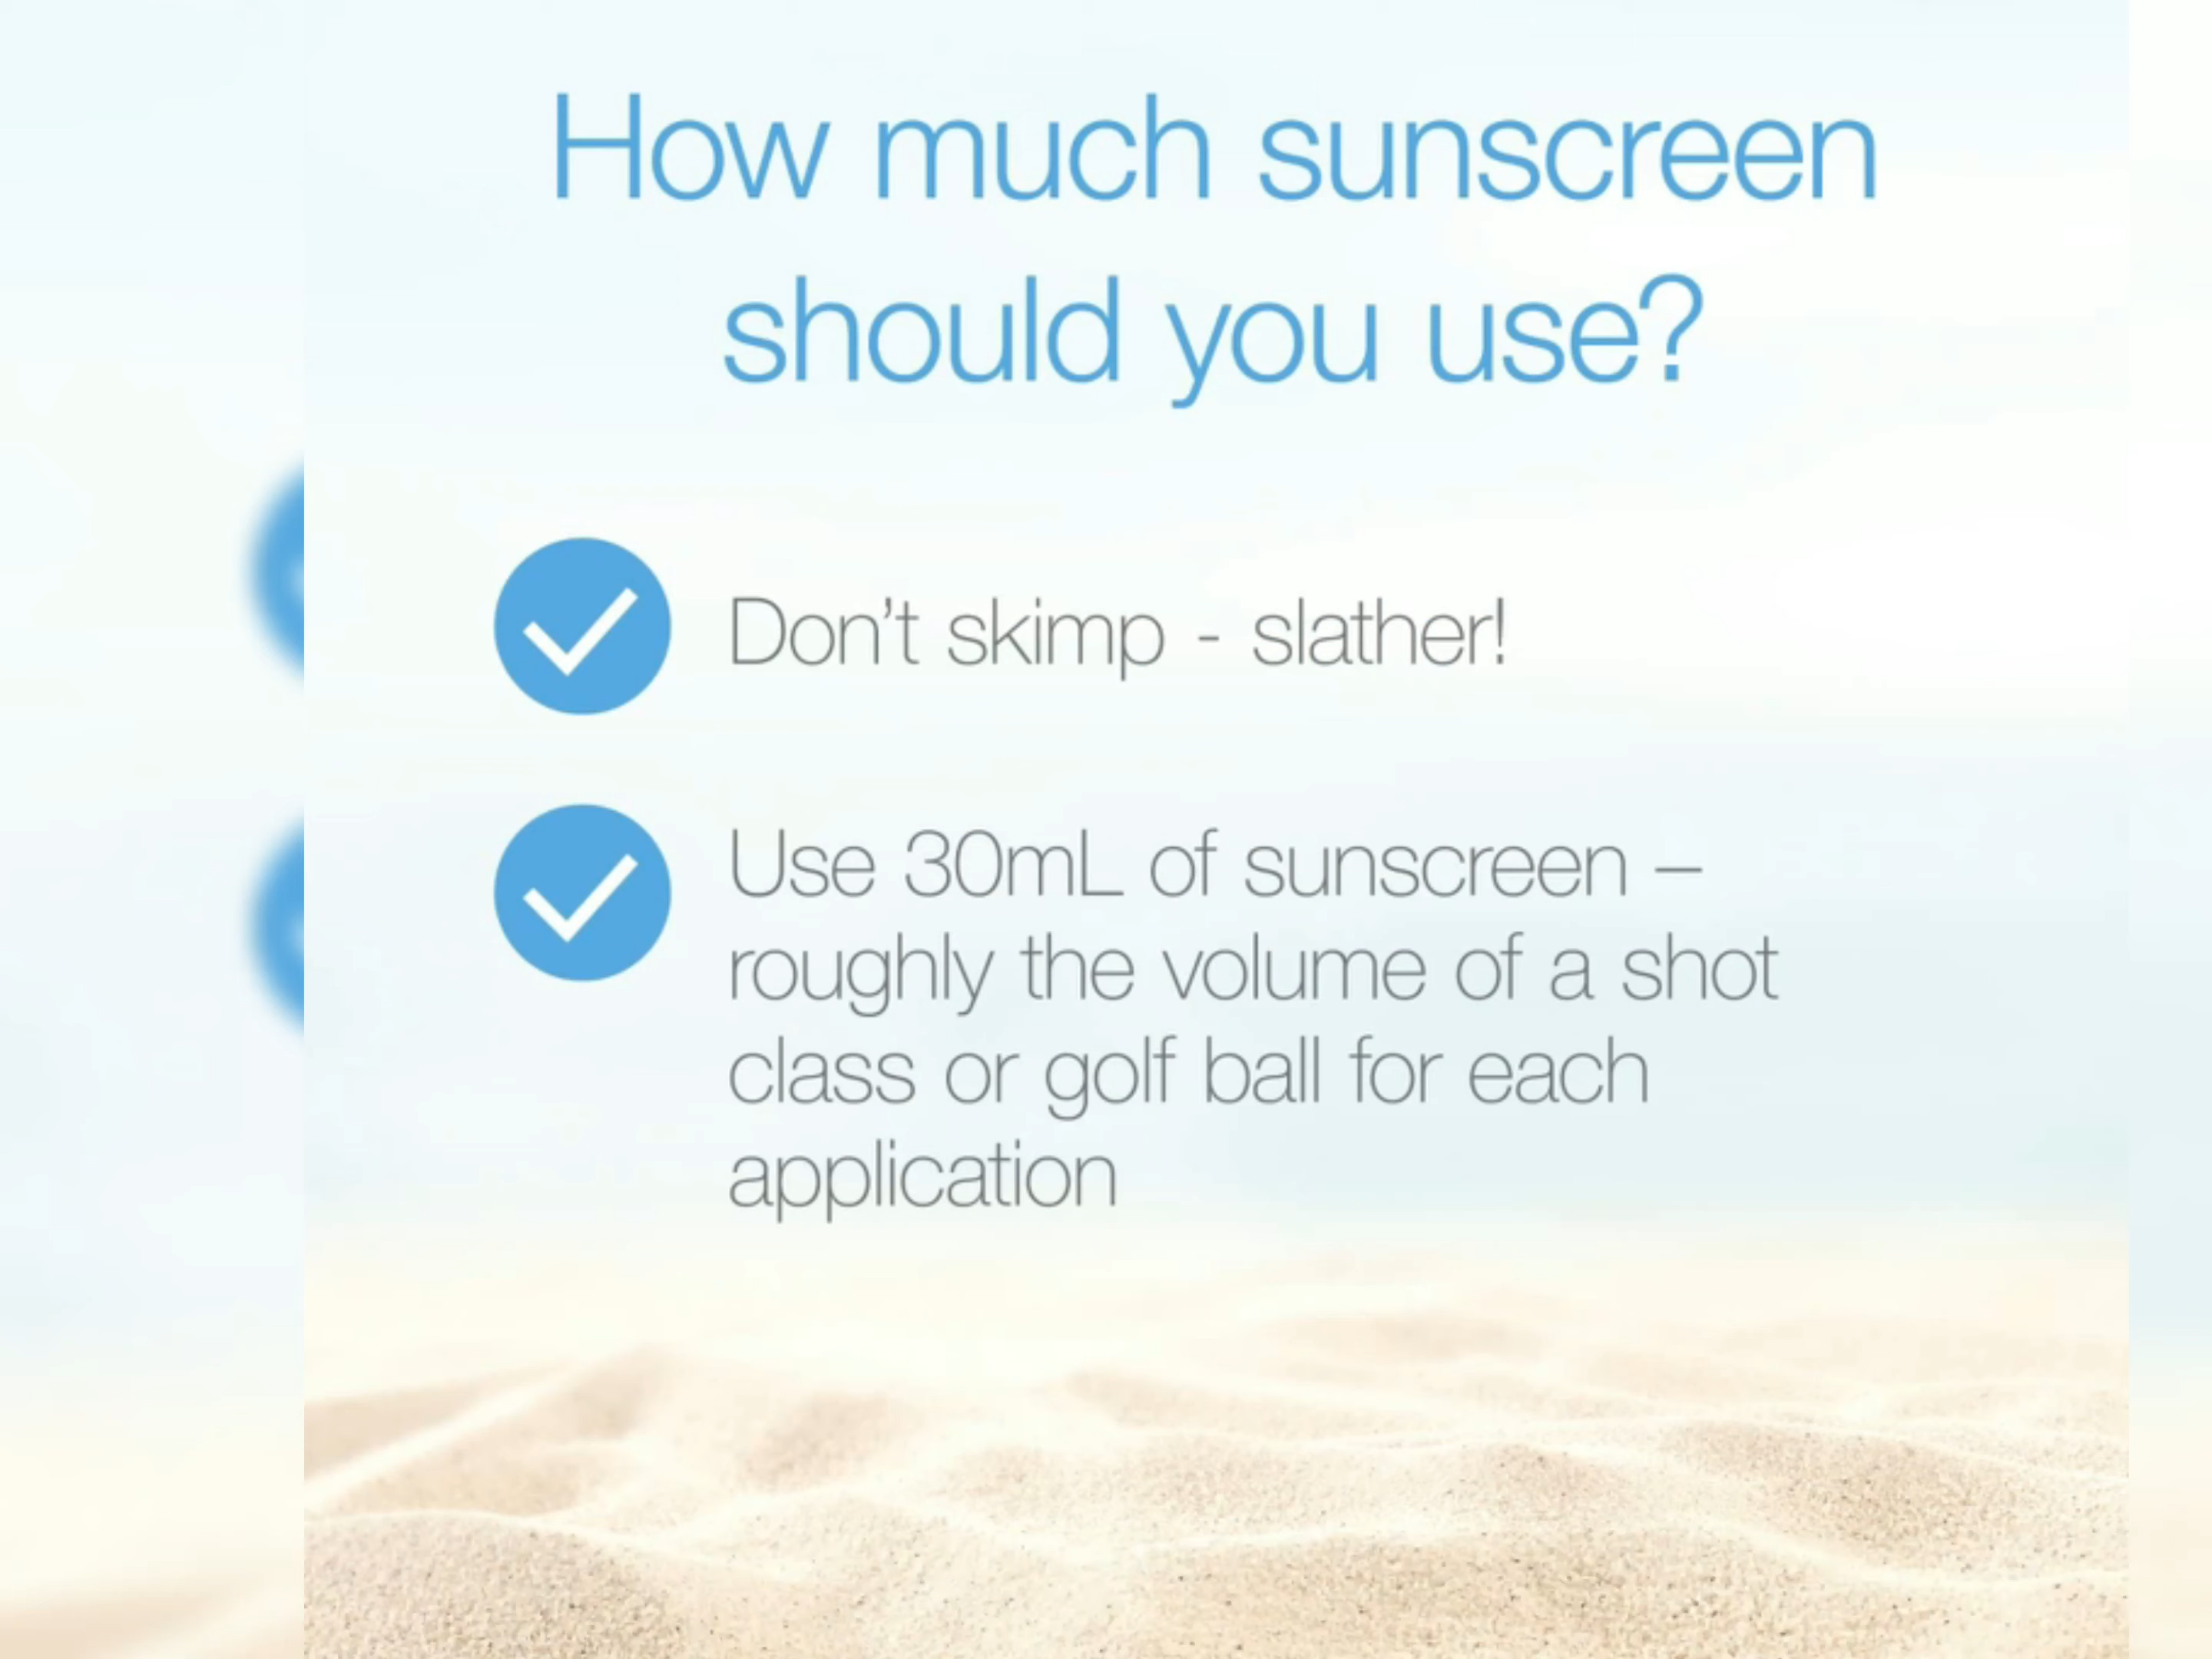 How much sunscreen
should you use?
Don't skimp - slather!
Use 30mL of sunscreen –
roughly the volume of a shot
class or golf ball for each
application